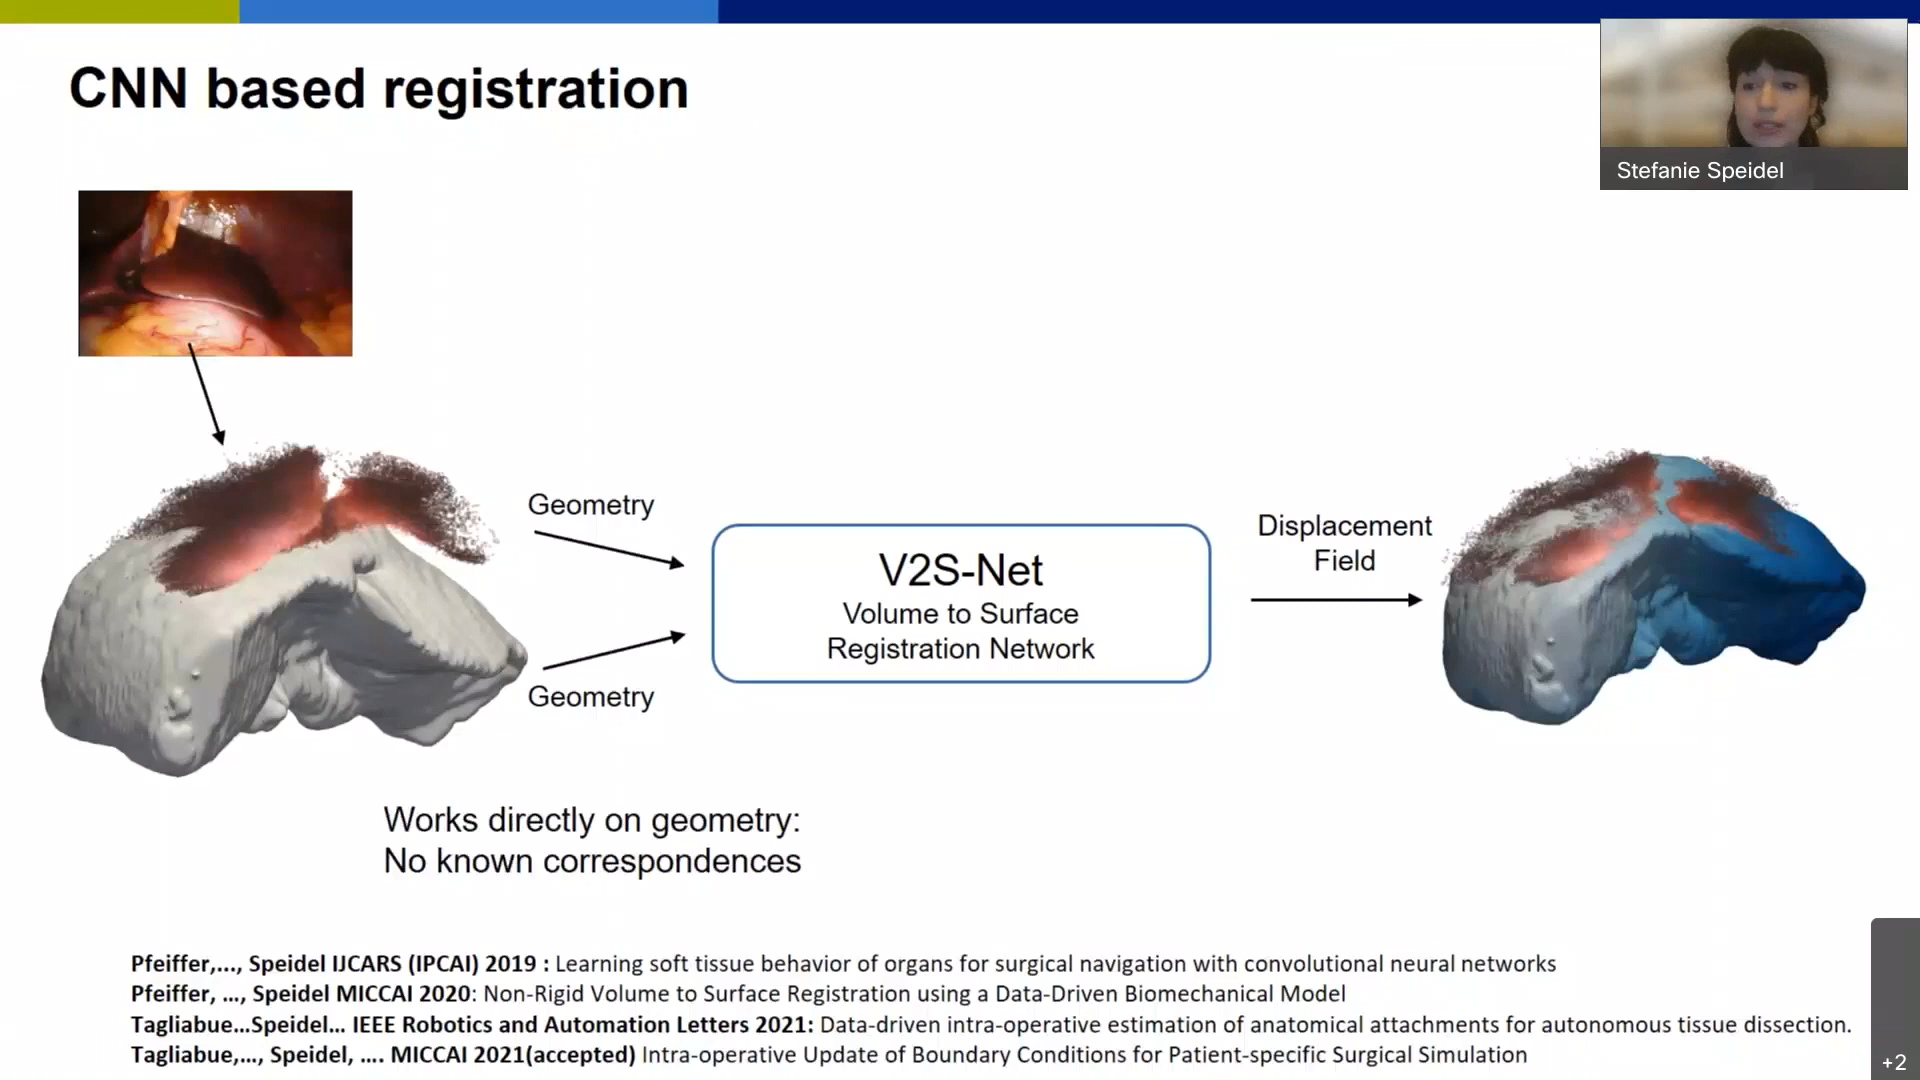 CNN based registration
Stefanie Speidel
Geometry
V2S-Net
Volume to Surface
Registration Network
Geometry
Displacement
Field
Works directly on geometry:
No known correspondences
Pfeiffer,..., Speidel IJCARS (IPCAI) 2019 : Learning soft tissue behavior of organs for surgical navigation with convolutional neural networks
Pfeiffer, ..., Speidel MICCAI 2020: Non-Rigid Volume to Surface Registration using a Data-Driven Biomechanical Model
Tagliabue...Speidel... IEEE Robotics and Automation Letters 2021: Data-driven intra-operative estimation of anatomical attachments for autonomous tissue dissection.
Tagliabue,..., Speidel, .... MICCAI 2021(accepted) Intra-operative Update of Boundary Conditions for Patient-specific Surgical Simulation
+2